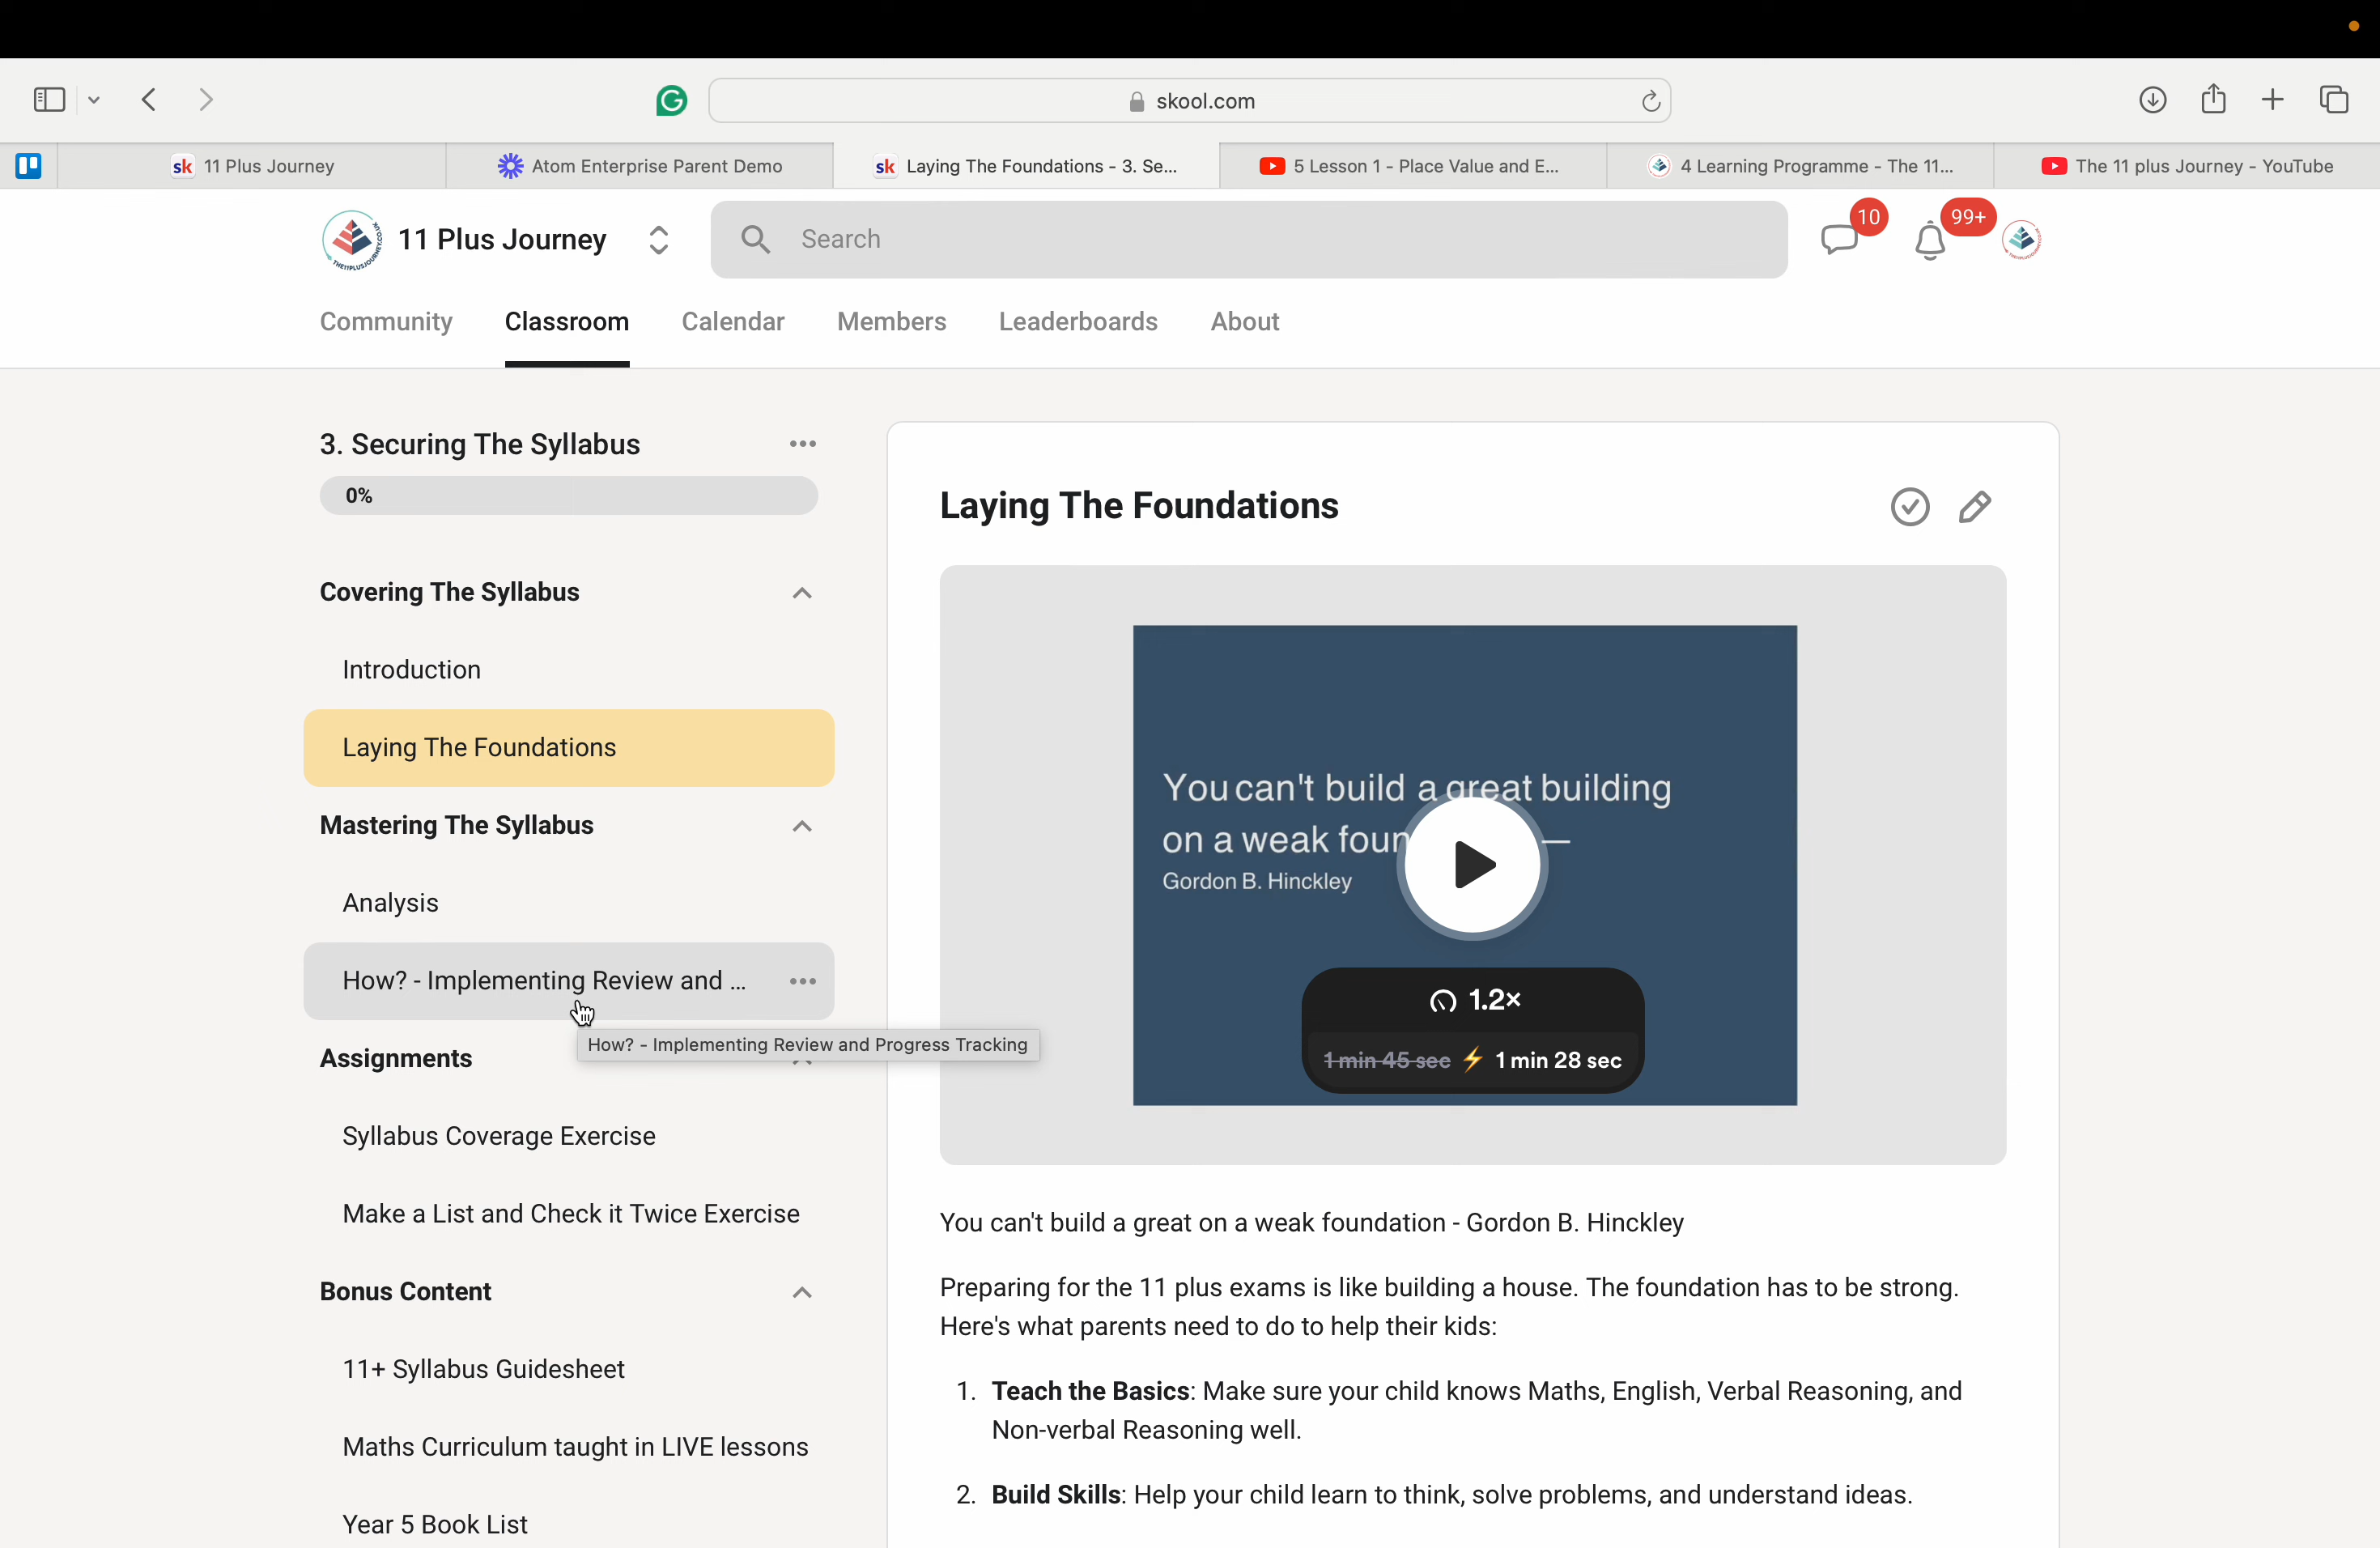 skool.com
sk 11 Plus Journey
Atom Enterprise Parent Demo
sk Laying The Foundations - 3. Se...
5 Lesson 1 - Place Value and E...
4 Learning Programme - The 11...
The 11 plus Journey - YouTube
11 Plus Journey
Search
10
99+
Community Classroom Calendar Members Leaderboards About
3. Securing The Syllabus
0%
Covering The Syllabus
Introduction
Laying The Foundations
Mastering The Syllabus
Analysis
How? - Implementing Review and ...
How? - Implementing Review and Progress Tracking
Assignments
Syllabus Coverage Exercise
Make a List and Check it Twice Exercise
Bonus Content
11+ Syllabus Guidesheet
Maths Curriculum taught in LIVE lessons
Year 5 Book List
Laying The Foundations
You can't build a great building
on a weak foun —
Gordon B. Hinckley
1.2×
1 min 45 sec ⚡ 1 min 28 sec
You can't build a great on a weak foundation - Gordon B. Hinckley
Preparing for the 11 plus exams is like building a house. The foundation has to be strong.
Here's what parents need to do to help their kids:
1. Teach the Basics: Make sure your child knows Maths, English, Verbal Reasoning, and
Non-verbal Reasoning well.
2. Build Skills: Help your child learn to think, solve problems, and understand ideas.